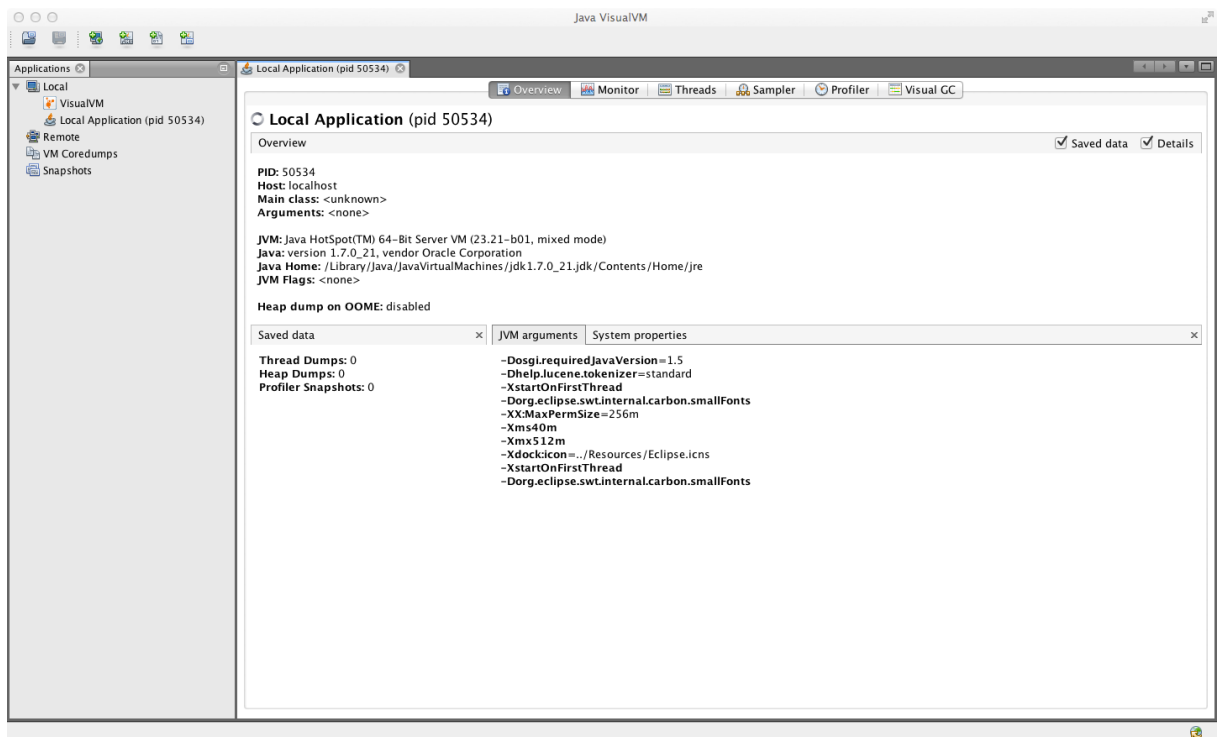 Java VisualVM
Applications
Local
VisualVM
Local Application (pid 50534)
Remote
VM Coredumps
Snapshots
Local Application (pid 50534)
Overview Monitor Threads Sampler Profiler Visual GC
Local Application (pid 50534)
Overview Saved data Details
PID: 50534
Host: localhost
Main class: <unknown>
Arguments: <none>
JVM: Java HotSpot(TM) 64-Bit Server VM (23.21-b01, mixed mode)
Java: version 1.7.0_21, vendor Oracle Corporation
Java Home: /Library/Java/JavaVirtualMachines/jdk1.7.0_21.jdk/Contents/Home/jre
JVM Flags: <none>
Heap dump on OOME: disabled
Saved data
Thread Dumps: 0
Heap Dumps: 0
Profiler Snapshots: 0
JVM arguments System properties
-Dosgi.requiredJavaVersion=1.5
-Dhelp.lucene.tokenizer=standard
-XstartOnFirstThread
-Dorg.eclipse.swt.internal.carbon.smallFonts
-XX:MaxPermSize=256m
-Xms40m
-Xmx512m
-Xdock:icon=../Resources/Eclipse.icns
-XstartOnFirstThread
-Dorg.eclipse.swt.internal.carbon.smallFonts